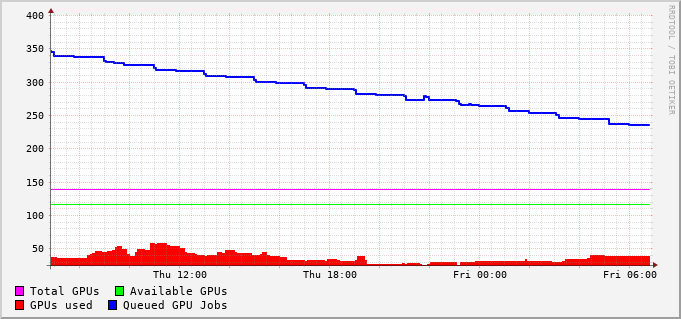 400
350
300
250
200
150
100
50
Thu 12:00 Thu 18:00 Fri 00:00 Fri 06:00
Total GPUs Available GPUs
GPUs used Queued GPU Jobs
RRDTOOL / TOBI OETIKER